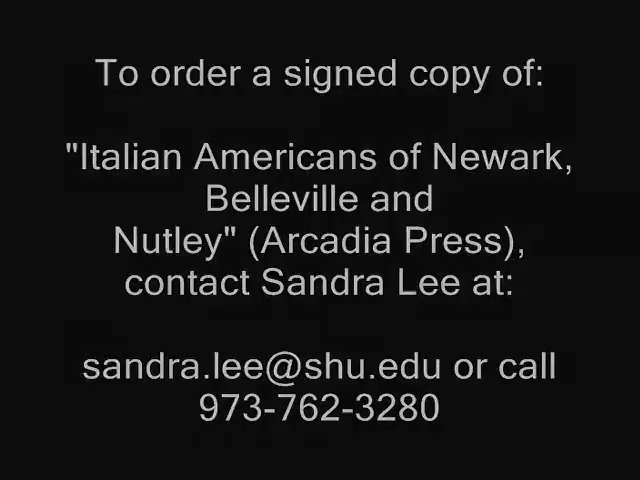 To order a signed copy of:
"Italian Americans of Newark,
Belleville and
Nutley" (Arcadia Press),
contact Sandra Lee at:
sandra.lee@shu.edu or call
973-762-3280